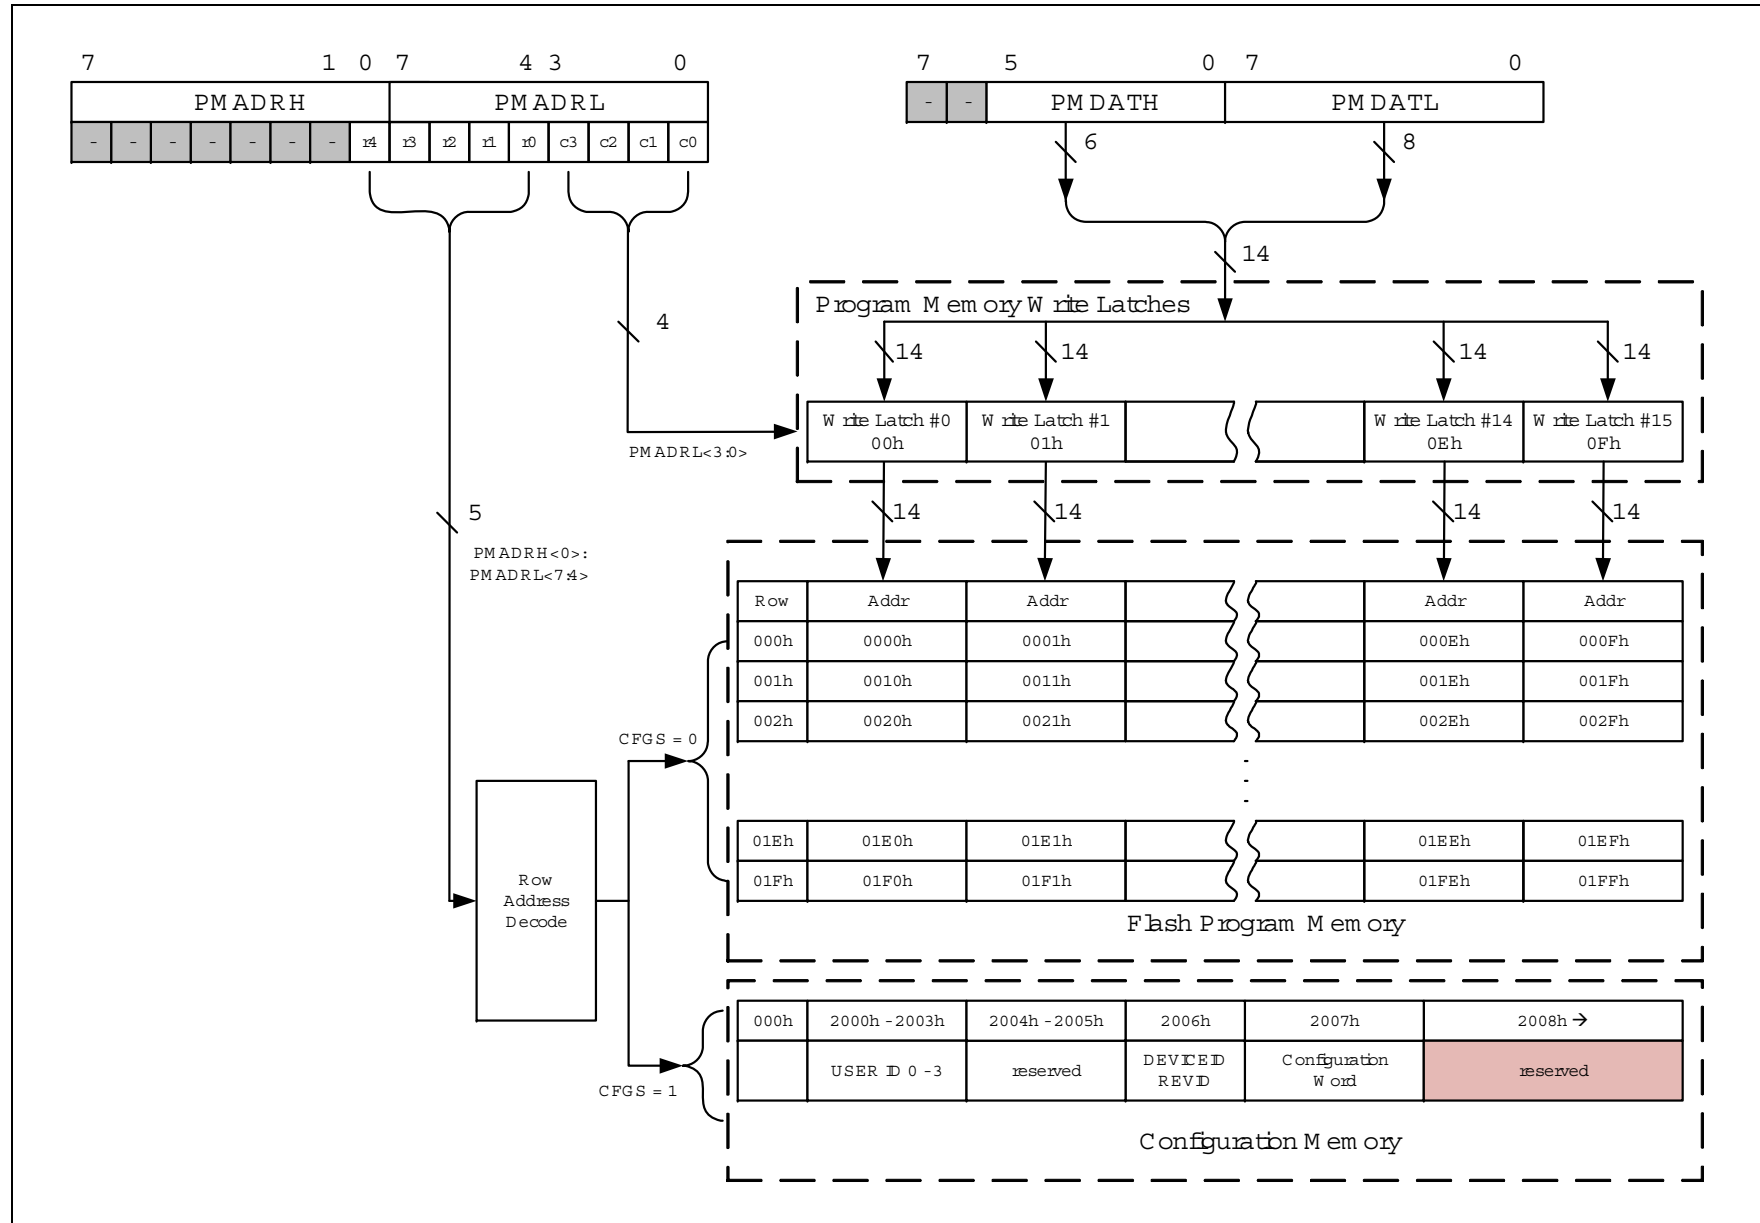 7 1 0 7 4 3 0
PMADRH PMADRL
- - - - - - - r4 r3 r2 r1 r0 c3 c2 c1 c0
7 5 0 7 0
- - PMDATH PMDATL
6 8
14
4
PMADRL<3:0>
5
PMADRH<0>:
PMADRL<7:4>
Program Memory Write Latches
14 14 14 14
Write Latch #0 Write Latch #1 Write Latch #14 Write Latch #15
00h 01h 0Eh 0Fh
14 14 14 14
Row Addr Addr Addr Addr
000h 0000h 0001h 000Eh 000Fh
001h 0010h 0011h 001Eh 001Fh
002h 0020h 0021h 002Eh 002Fh
CFGS = 0
01Eh 01E0h 01E1h 01EEh 01EFh
01Fh 01F0h 01F1h 01FEh 01FFh
Flash Program Memory
Row
Address
Decode
CFGS = 1
000h 2000h - 2003h 2004h - 2005h 2006h 2007h 2008h →
USER ID 0 - 3 reserved DEVICEID Configuration reserved
REVID Word
Configuration Memory